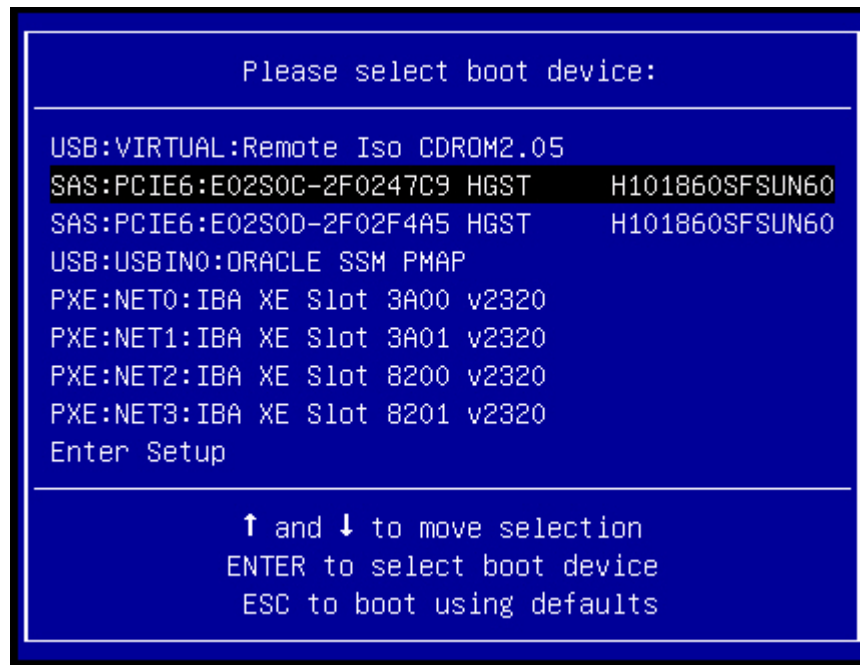 Please select boot device:
USB:VIRTUAL:Remote Iso CDROM2.05
SAS:PCIE6:E02S0C-2F0247C9 HGST H101860SFSUN60
SAS:PCIE6:E02S0D-2F02F4A5 HGST H101860SFSUN60
USB:USBIN0:ORACLE SSM PMAP
PXE:NET0:IBA XE Slot 3A00 v2320
PXE:NET1:IBA XE Slot 3A01 v2320
PXE:NET2:IBA XE Slot 8200 v2320
PXE:NET3:IBA XE Slot 8201 v2320
Enter Setup
↑ and ↓ to move selection
ENTER to select boot device
ESC to boot using defaults